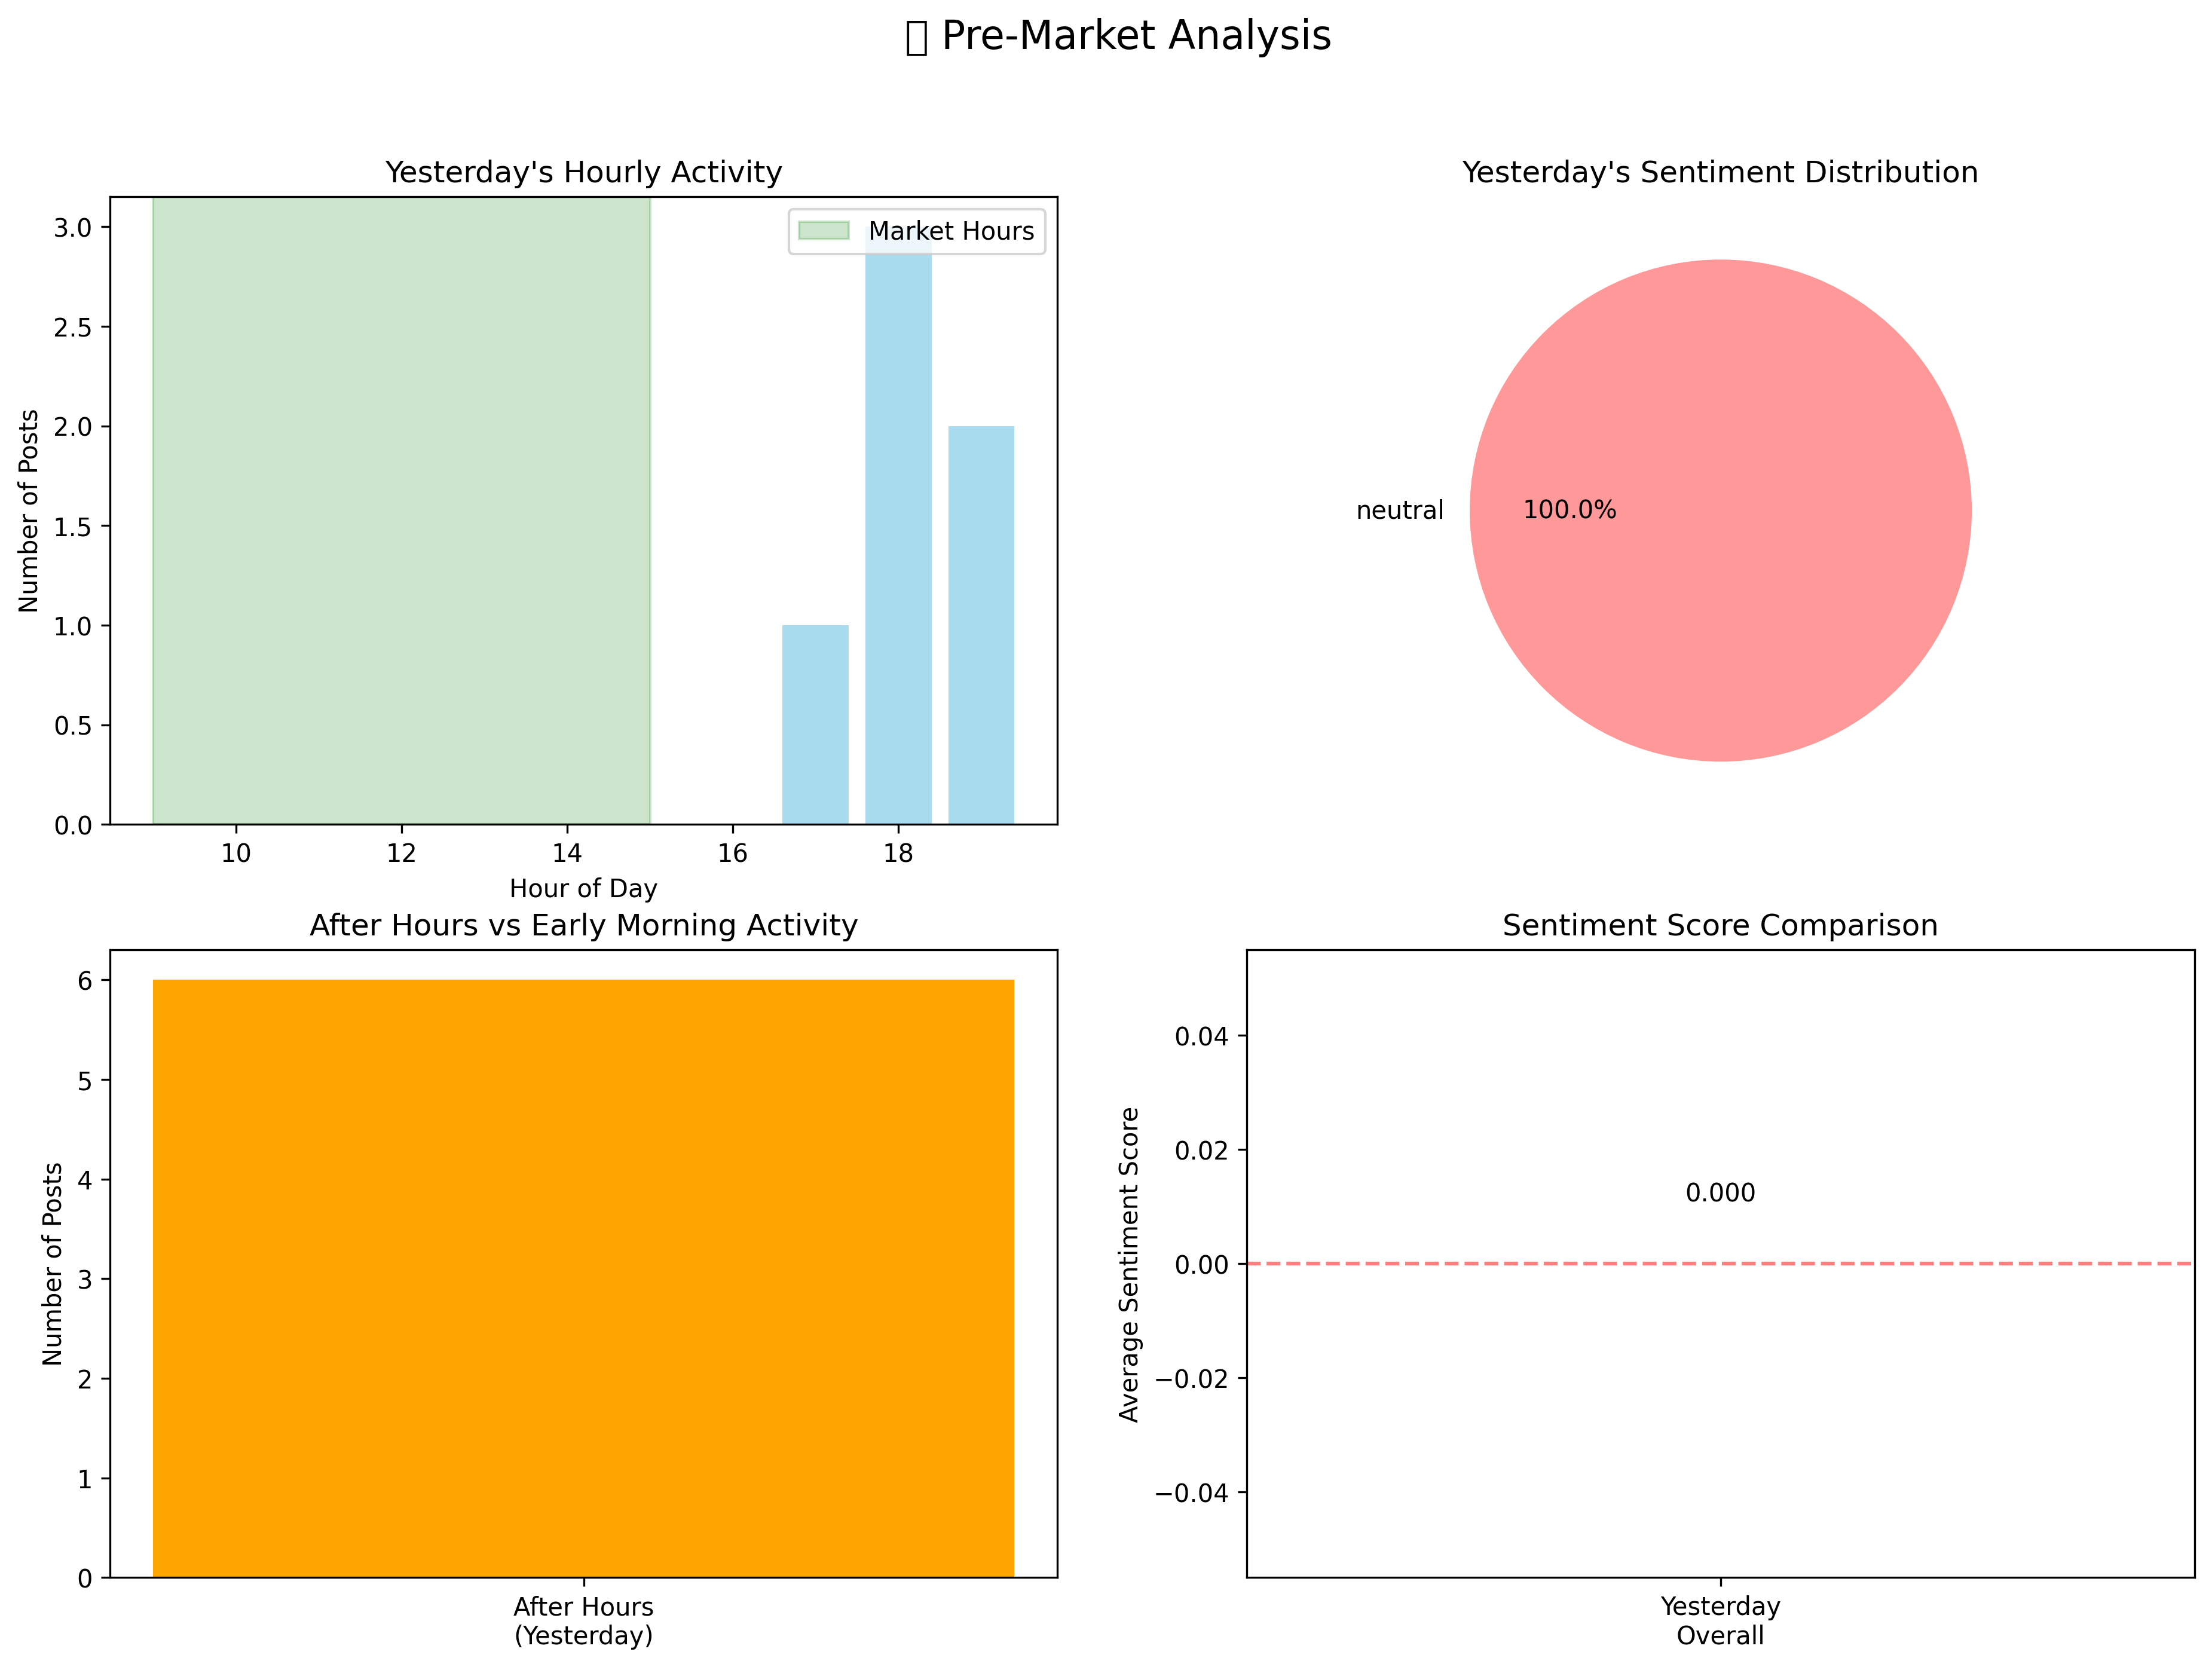 Pre-Market Analysis
Yesterday's Hourly Activity
Market Hours
Number of Posts
3.0
2.5
2.0
1.5
1.0
0.5
0.0
10 12 14 16 18
Hour of Day
Yesterday's Sentiment Distribution
neutral
100.0%
After Hours vs Early Morning Activity
Number of Posts
6
5
4
3
2
1
0
After Hours
(Yesterday)
Sentiment Score Comparison
Average Sentiment Score
0.04
0.02
0.00
−0.02
−0.04
0.000
Yesterday
Overall